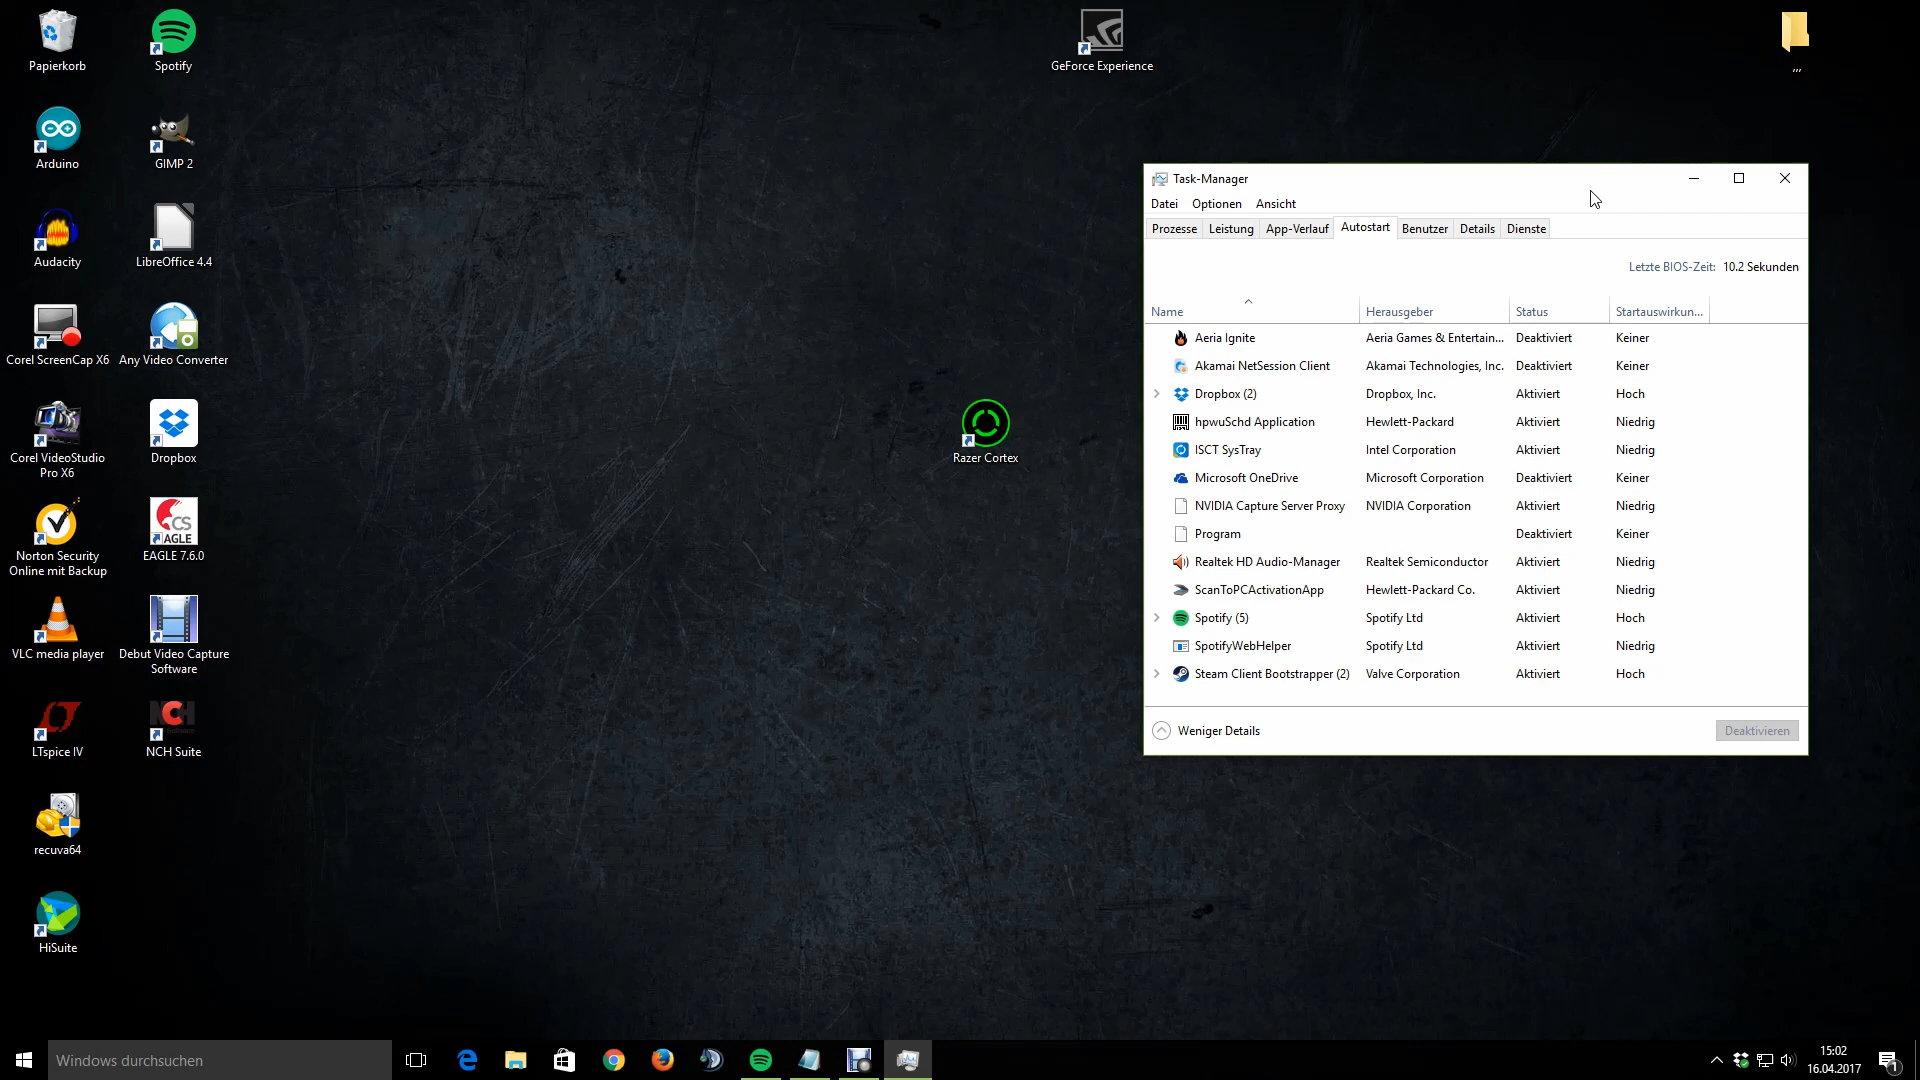 Papierkorb
Spotify
GeForce Experience
,,,
Arduino
GIMP 2
Audacity
LibreOffice 4.4
Corel ScreenCap X6
Any Video Converter
Corel VideoStudio
Pro X6
Dropbox
Razer Cortex
Norton Security
Online mit Backup
CS
AGLE
EAGLE 7.6.0
VLC media player
Debut Video Capture
Software
NCH
LTspice IV
NCH Suite
recuva64
HiSuite
Task-Manager
Datei Optionen Ansicht
Prozesse Leistung App-Verlauf Autostart Benutzer Details Dienste
Letzte BIOS-Zeit: 10.2 Sekunden
Name Herausgeber Status Startauswirkun...
Aeria Ignite Aeria Games & Entertain... Deaktiviert Keiner
Akamai NetSession Client Akamai Technologies, Inc. Deaktiviert Keiner
Dropbox (2) Dropbox, Inc. Aktiviert Hoch
hpwuSchd Application Hewlett-Packard Aktiviert Niedrig
ISCT SysTray Intel Corporation Aktiviert Niedrig
Microsoft OneDrive Microsoft Corporation Deaktiviert Keiner
NVIDIA Capture Server Proxy NVIDIA Corporation Aktiviert Niedrig
Program Deaktiviert Keiner
Realtek HD Audio-Manager Realtek Semiconductor Aktiviert Niedrig
ScanToPCActivationApp Hewlett-Packard Co. Aktiviert Niedrig
Spotify (5) Spotify Ltd Aktiviert Hoch
SpotifyWebHelper Spotify Ltd Aktiviert Niedrig
Steam Client Bootstrapper (2) Valve Corporation Aktiviert Hoch
Weniger Details Deaktivieren
Windows durchsuchen
15:02
16.04.2017
1